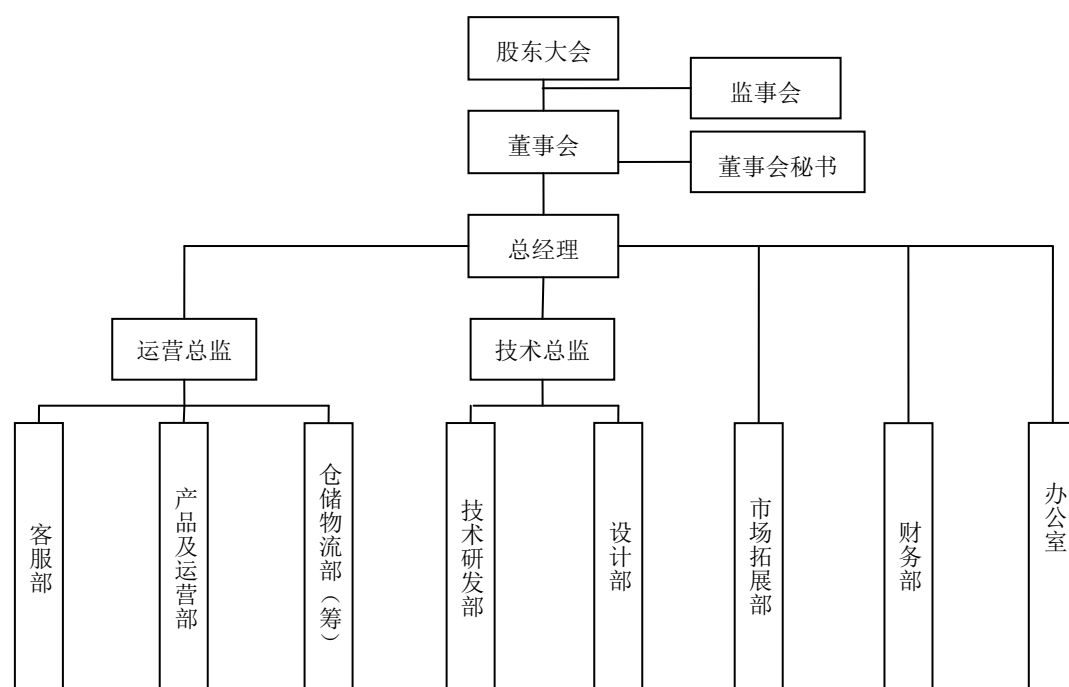 股东大会
监事会
董事会
董事会秘书
总经理
运营总监
技术总监
客服部
产品及运营部
仓储物流部（筹）
技术研发部
设计部
市场拓展部
财务部
办公室